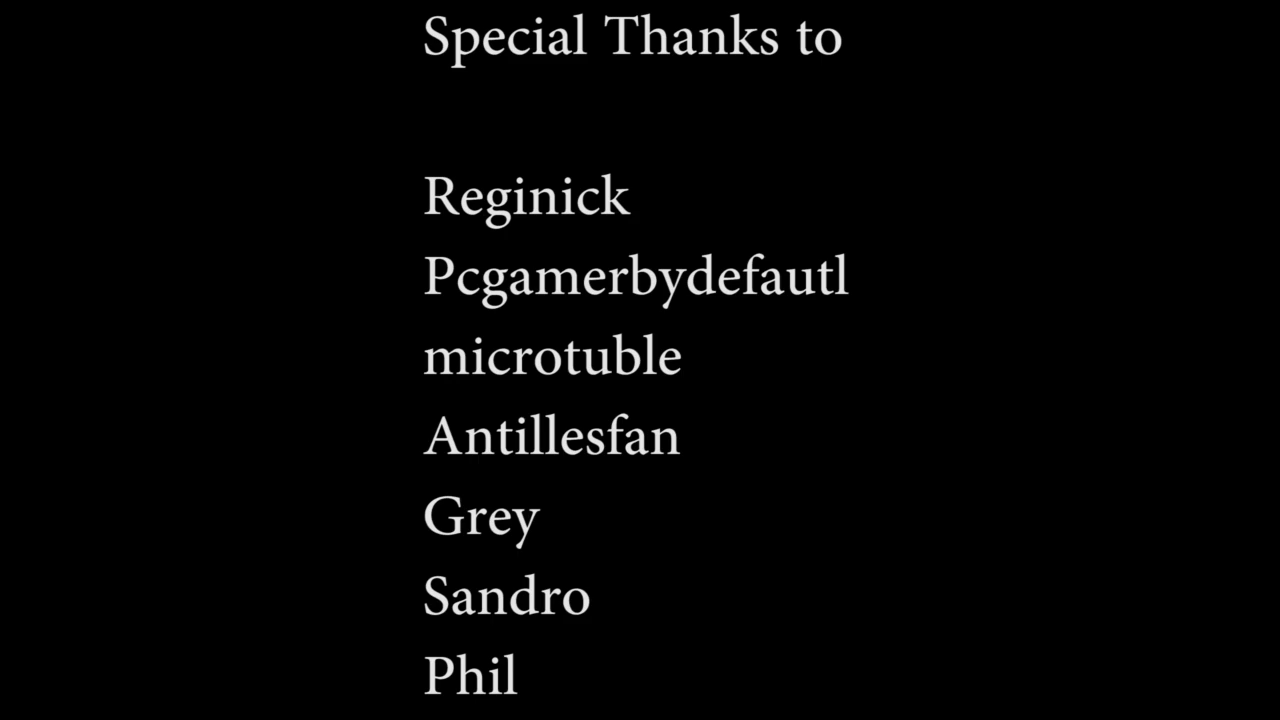 Special Thanks to
Reginick
Pcgamerbydefautl
microtuble
Antillesfan
Grey
Sandro
Phil